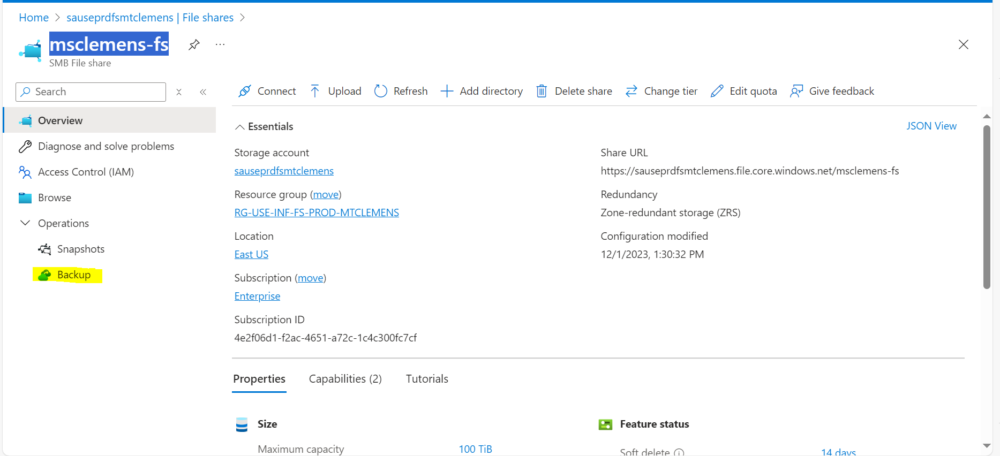 Home > sauseprdfsmtclemens | File shares >
msclemens-fs ...
SMB File share
Search
Connect Upload Refresh Add directory Delete share Change tier Edit quota Give feedback
Overview
Diagnose and solve problems
Access Control (IAM)
Browse
Operations
Snapshots
Backup
Essentials
JSON View
Storage account
sauseprdfsmtclemens
Resource group (move)
RG-USE-INF-FS-PROD-MTCLEMENS
Location
East US
Subscription (move)
Enterprise
Subscription ID
4e2f06d1-f2ac-4651-a72c-1c4c300fc7cf
Share URL
https://sauseprdfsmtclemens.file.core.windows.net/msclemens-fs
Redundancy
Zone-redundant storage (ZRS)
Configuration modified
12/1/2023, 1:30:32 PM
Properties Capabilities (2) Tutorials
Size
Maximum capacity 100 TiB
Feature status
Soft delete 14 days